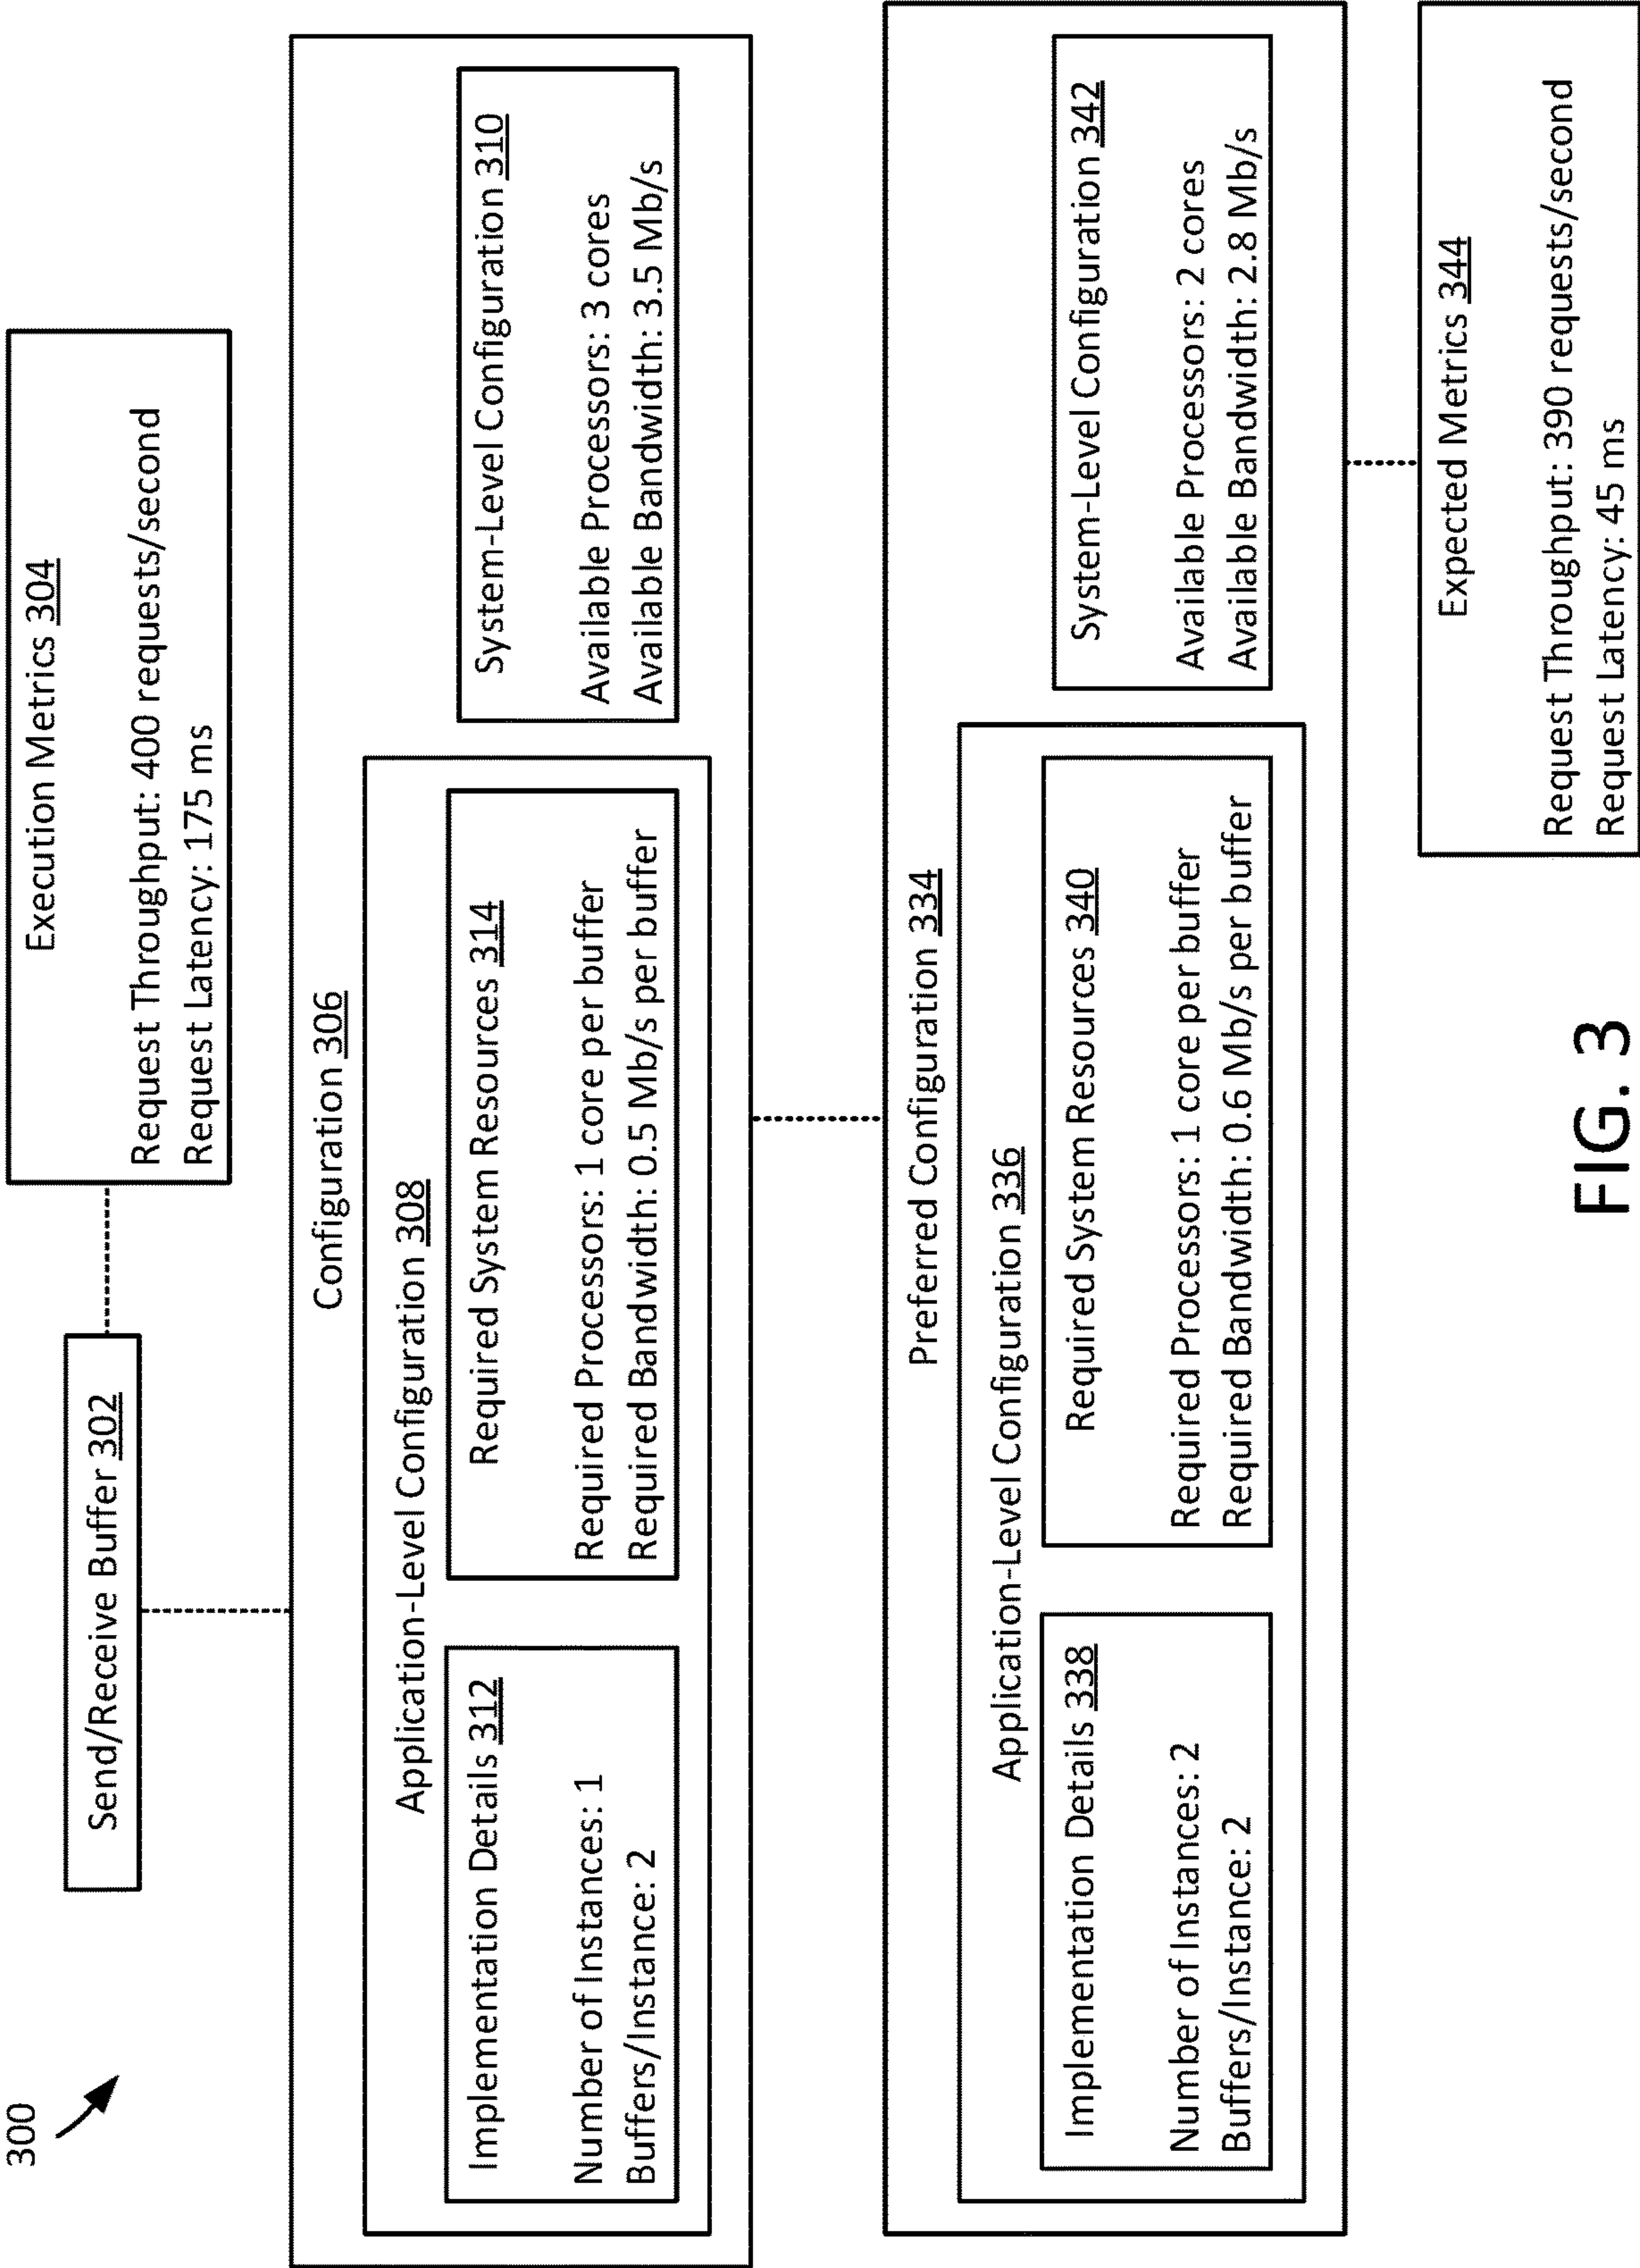 300
Send/Receive Buffer 302
Execution Metrics 304
Request Throughput: 400 requests/second
Request Latency: 175 ms
Configuration 306
Application-Level Configuration 308
Implementation Details 312
Number of Instances: 1
Buffers/Instance: 2
Required System Resources 314
Required Processors: 1 core per buffer
Required Bandwidth: 0.5 Mb/s per buffer
System-Level Configuration 310
Available Processors: 3 cores
Available Bandwidth: 3.5 Mb/s
Preferred Configuration 334
Application-Level Configuration 336
Implementation Details 338
Number of Instances: 2
Buffers/Instance: 2
Required System Resources 340
Required Processors: 1 core per buffer
Required Bandwidth: 0.6 Mb/s per buffer
System-Level Configuration 342
Available Processors: 2 cores
Available Bandwidth: 2.8 Mb/s
Expected Metrics 344
Request Throughput: 390 requests/second
Request Latency: 45 ms
FIG. 3